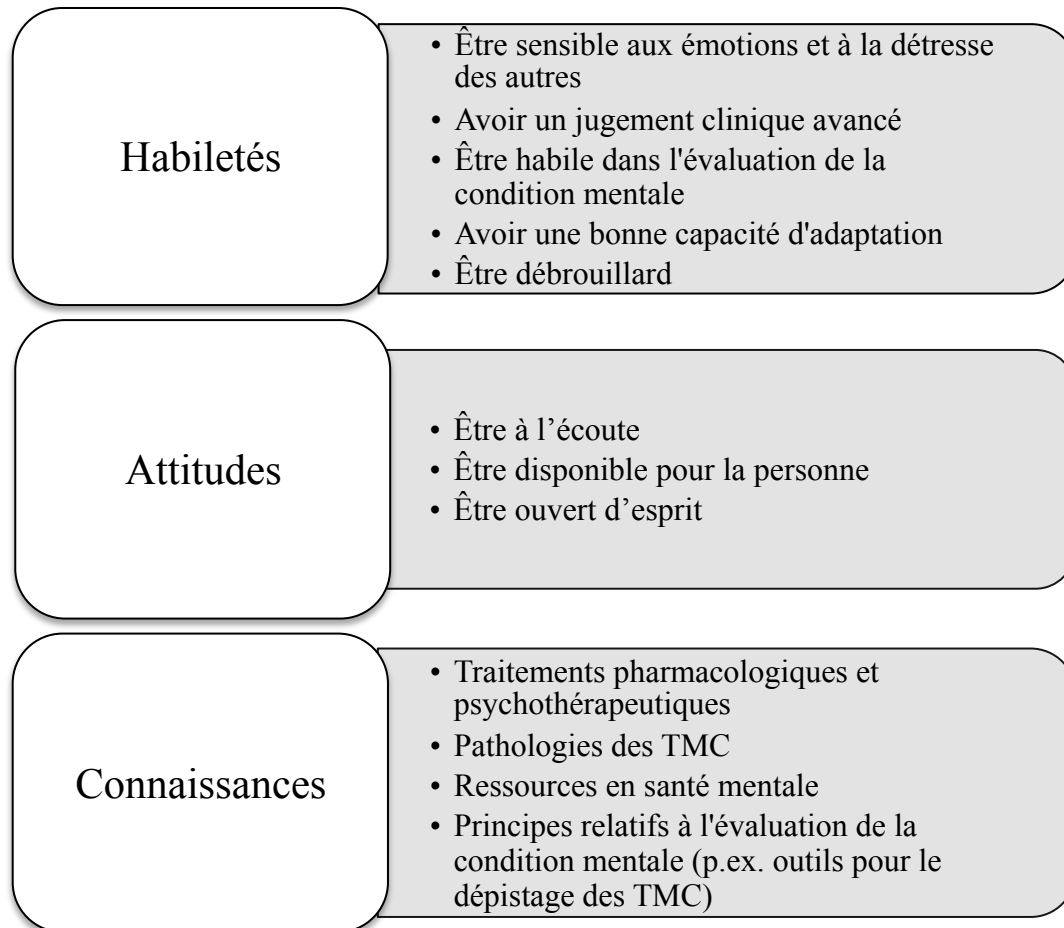 Habiletés
• Être sensible aux émotions et à la détresse
des autres
• Avoir un jugement clinique avancé
• Être habile dans l'évaluation de la
condition mentale
• Avoir une bonne capacité d'adaptation
• Être débrouillard
Attitudes
• Être à l’écoute
• Être disponible pour la personne
• Être ouvert d’esprit
Connaissances
• Traitements pharmacologiques et
psychothérapeutiques
• Pathologies des TMC
• Ressources en santé mentale
• Principes relatifs à l'évaluation de la
condition mentale (p.ex. outils pour le
dépistage des TMC)